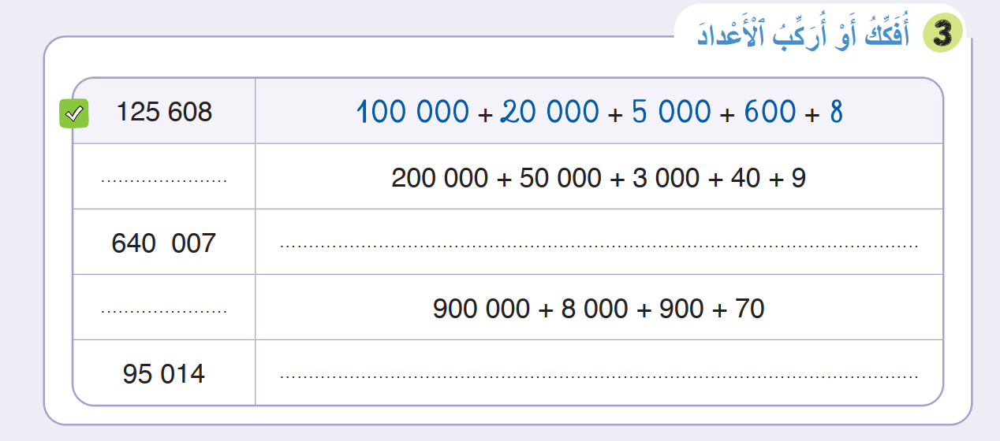 3 أُفَكِّكُ أَوْ أُرَكِّبُ ٱلْأَعْدادَ
125 608 100 000 + 20 000 + 5 000 + 600 + 8
..................... 200 000 + 50 000 + 3 000 + 40 + 9
640 007 .....................
..................... 900 000 + 8 000 + 900 + 70
95 014 .....................